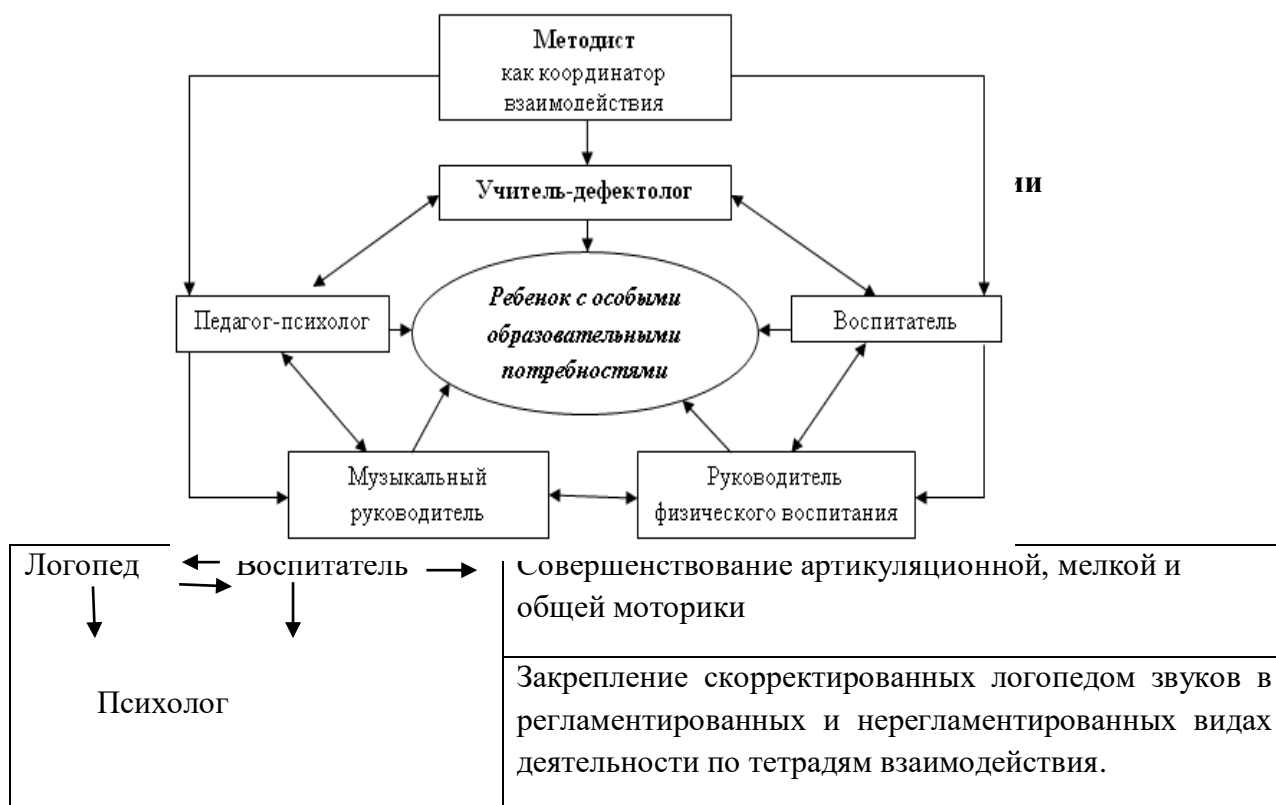 Методист
как координатор
взаимодействия
Учитель-дефектолог
ии
Ребенок с особыми
образовательными
потребностями
Педагог-психолог
Воспитатель
Музыкальный
руководитель
Руководитель
физического воспитания
Логопед
Воспитатель
Психолог
Совершенствование артикуляционной, мелкой и
общей моторики
Закрепление скорректированных логопедом звуков в
регламентированных и нерегламентированных видах
деятельности по тетрадям взаимодействия.